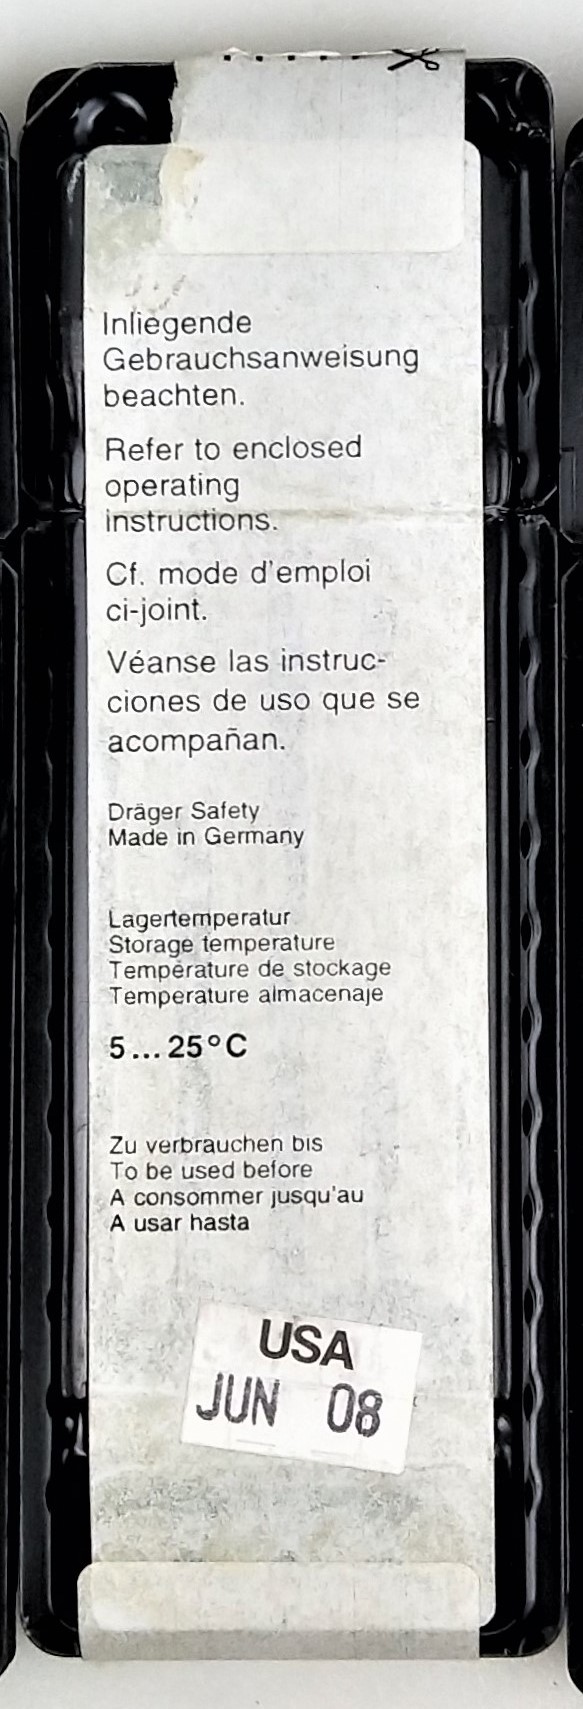 Inliegende
Gebrauchsanweisung
beachten.
Refer to enclosed
operating
instructions.
Cf. mode d'emploi
ci-joint.
Véanse las instruc-
ciones de uso que se
acompañan.
Dräger Safety
Made in Germany
Lagertemperatur
Storage temperature
Température de stockage
Temperature almacenaje
5...25°C
Zu verbrauchen bis
To be used before
A consommer jusqu'au
A usar hasta
USA
JUN 08